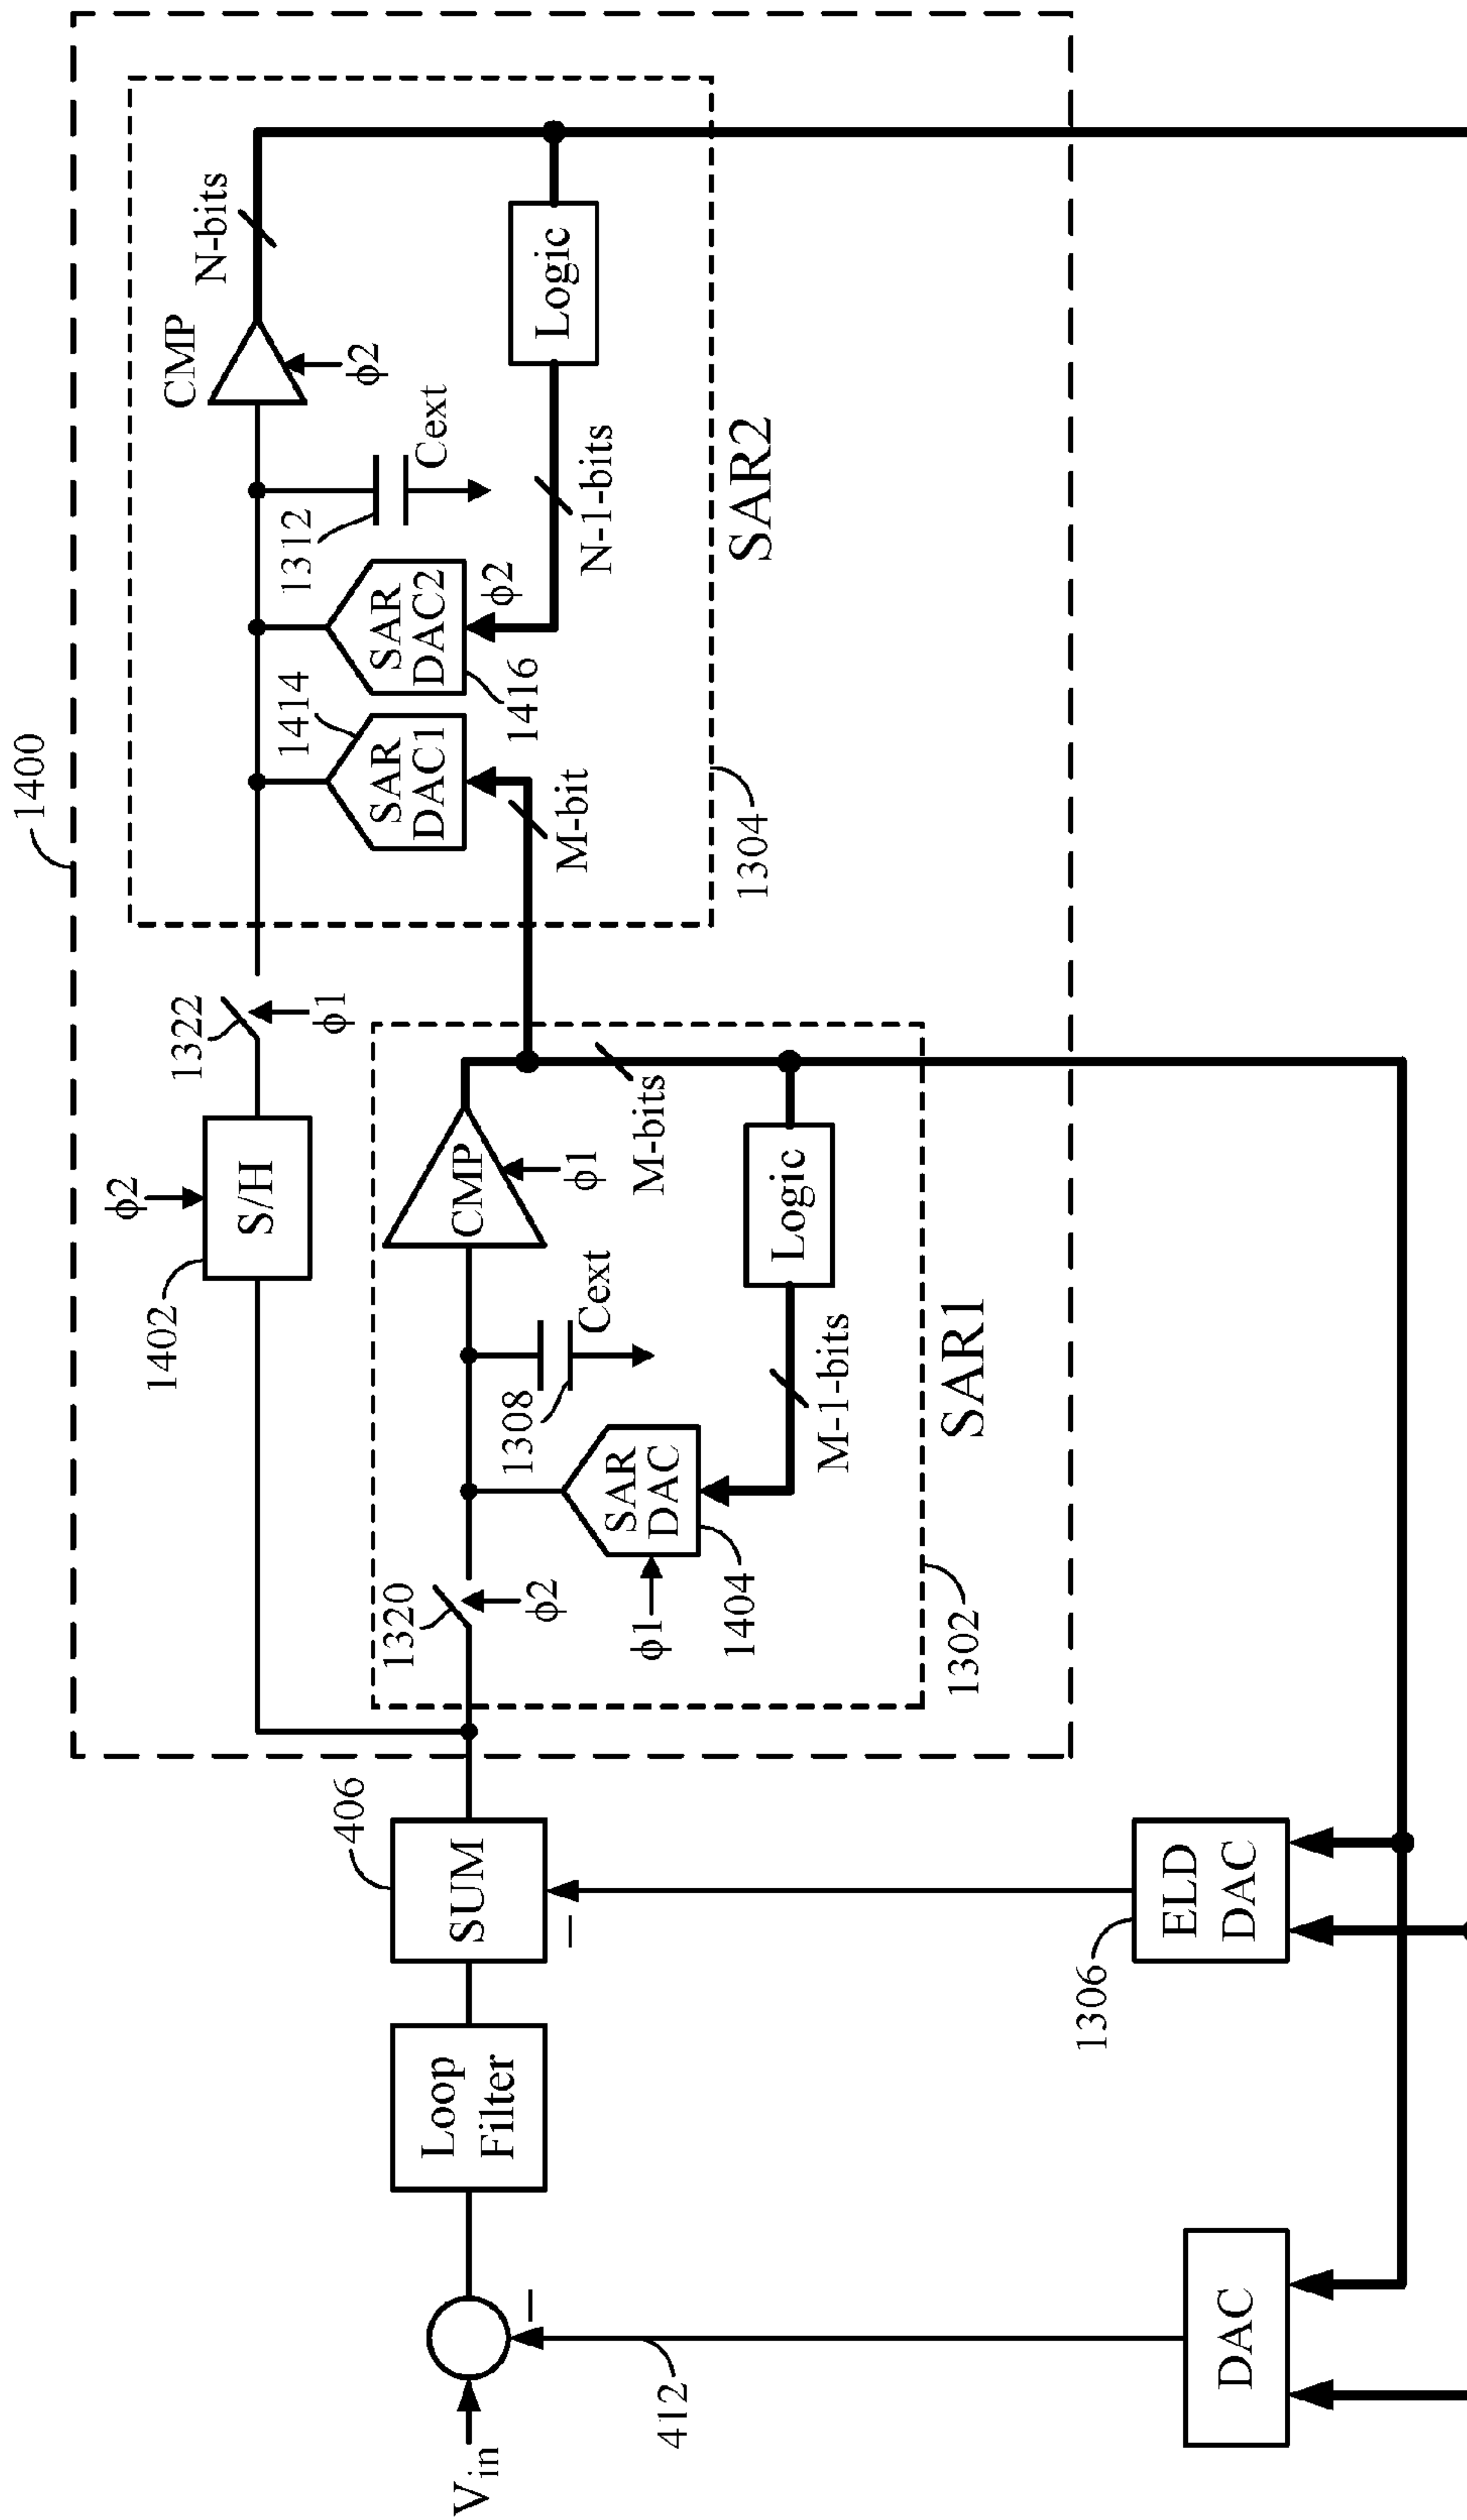 1400
1402
φ2
S/H
1322
φ1
1414
1312
CMP
N-bits
SAR
DAC1
SAR
DAC2
φ2
Cext
φ2
1416
Logic
M-bit
N-1-bits
1304
SAR2
Vin
Loop
Filter
406
SUM
1320
φ2
1308
Cext
CMP
φ1
φ1
SAR
DAC
1404
M-bits
Logic
M-1-bits
1302
SAR1
412
–
–
1306
ELD
DAC
DAC